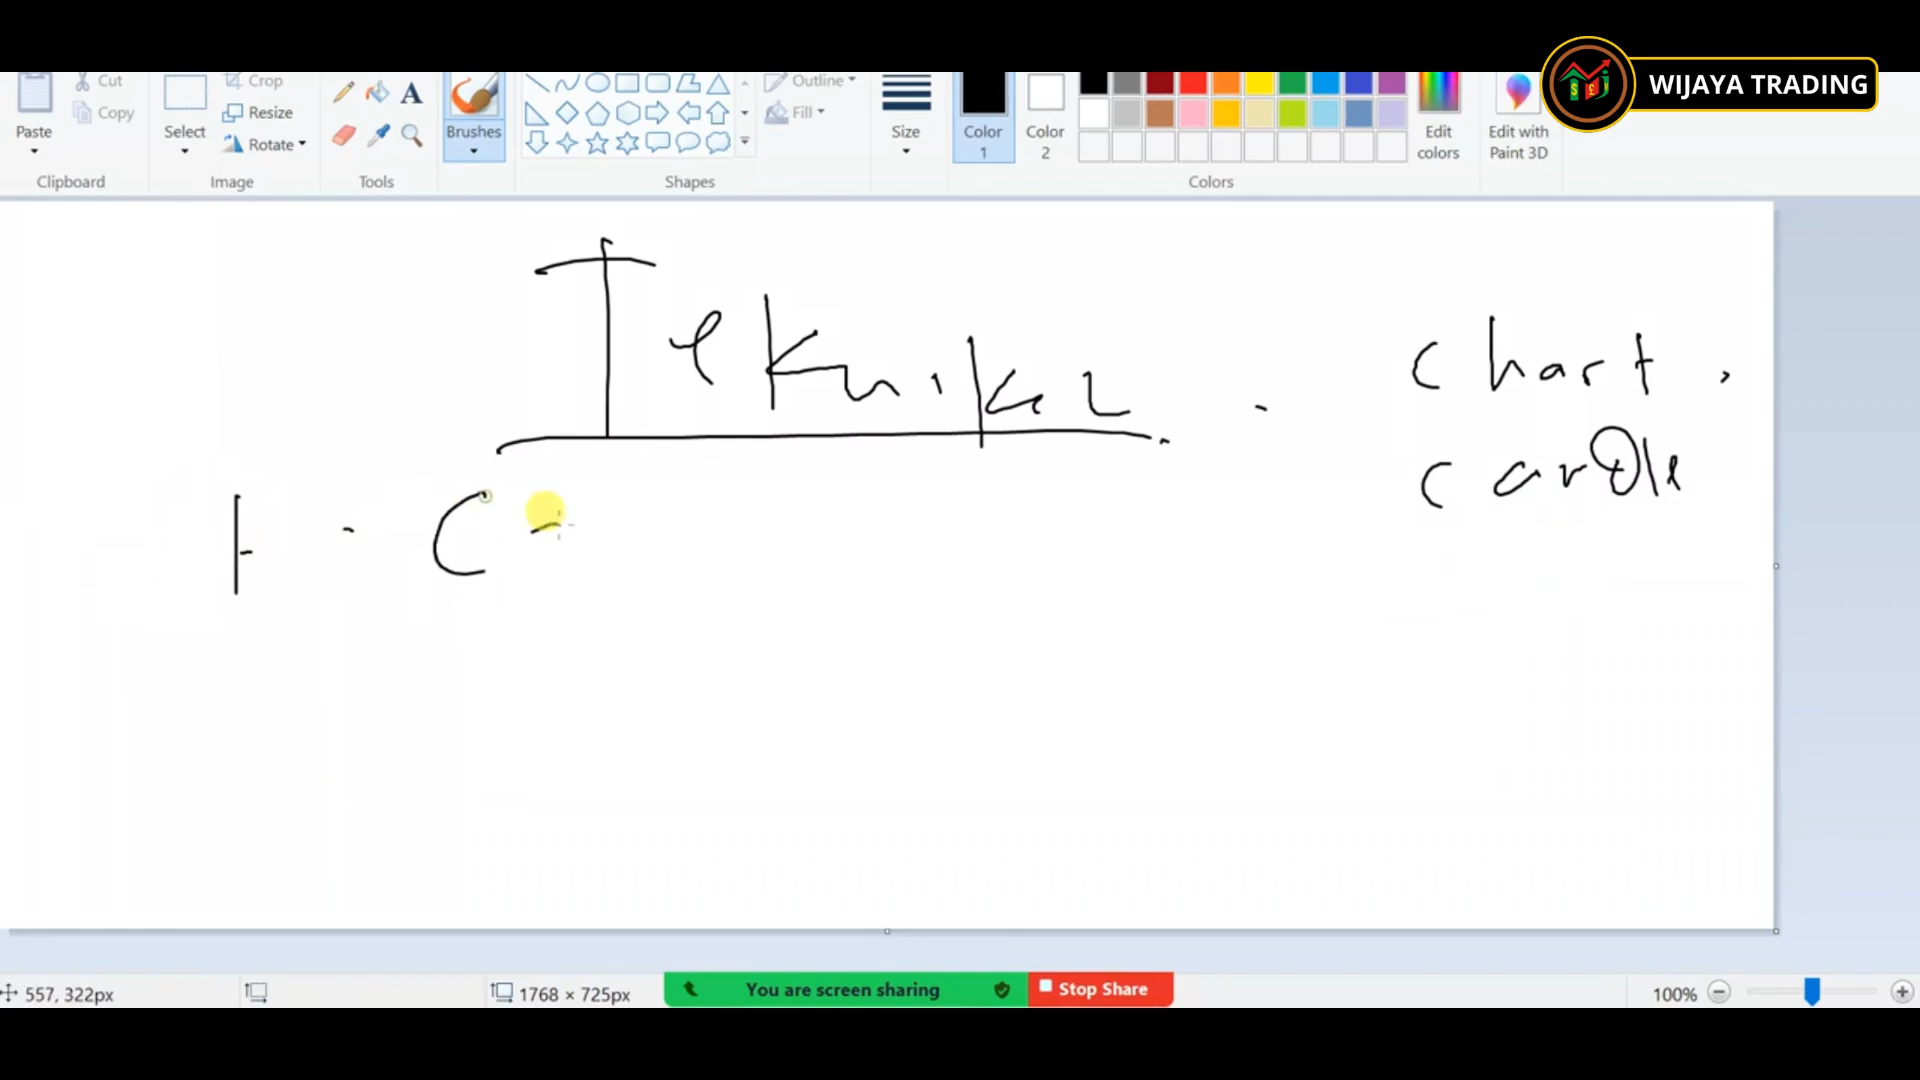 WIJAYA TRADING
Cut
Crop
Outline
Copy
Resize
Fill
Paste
Select
Rotate
Brushes
Size
Color 1
Color 2
Edit colors
Edit with Paint 3D
Clipboard
Image
Tools
Shapes
Colors
Teknikal - chart.
candle
C
557, 322px
1768 × 725px
You are screen sharing
Stop Share
100%